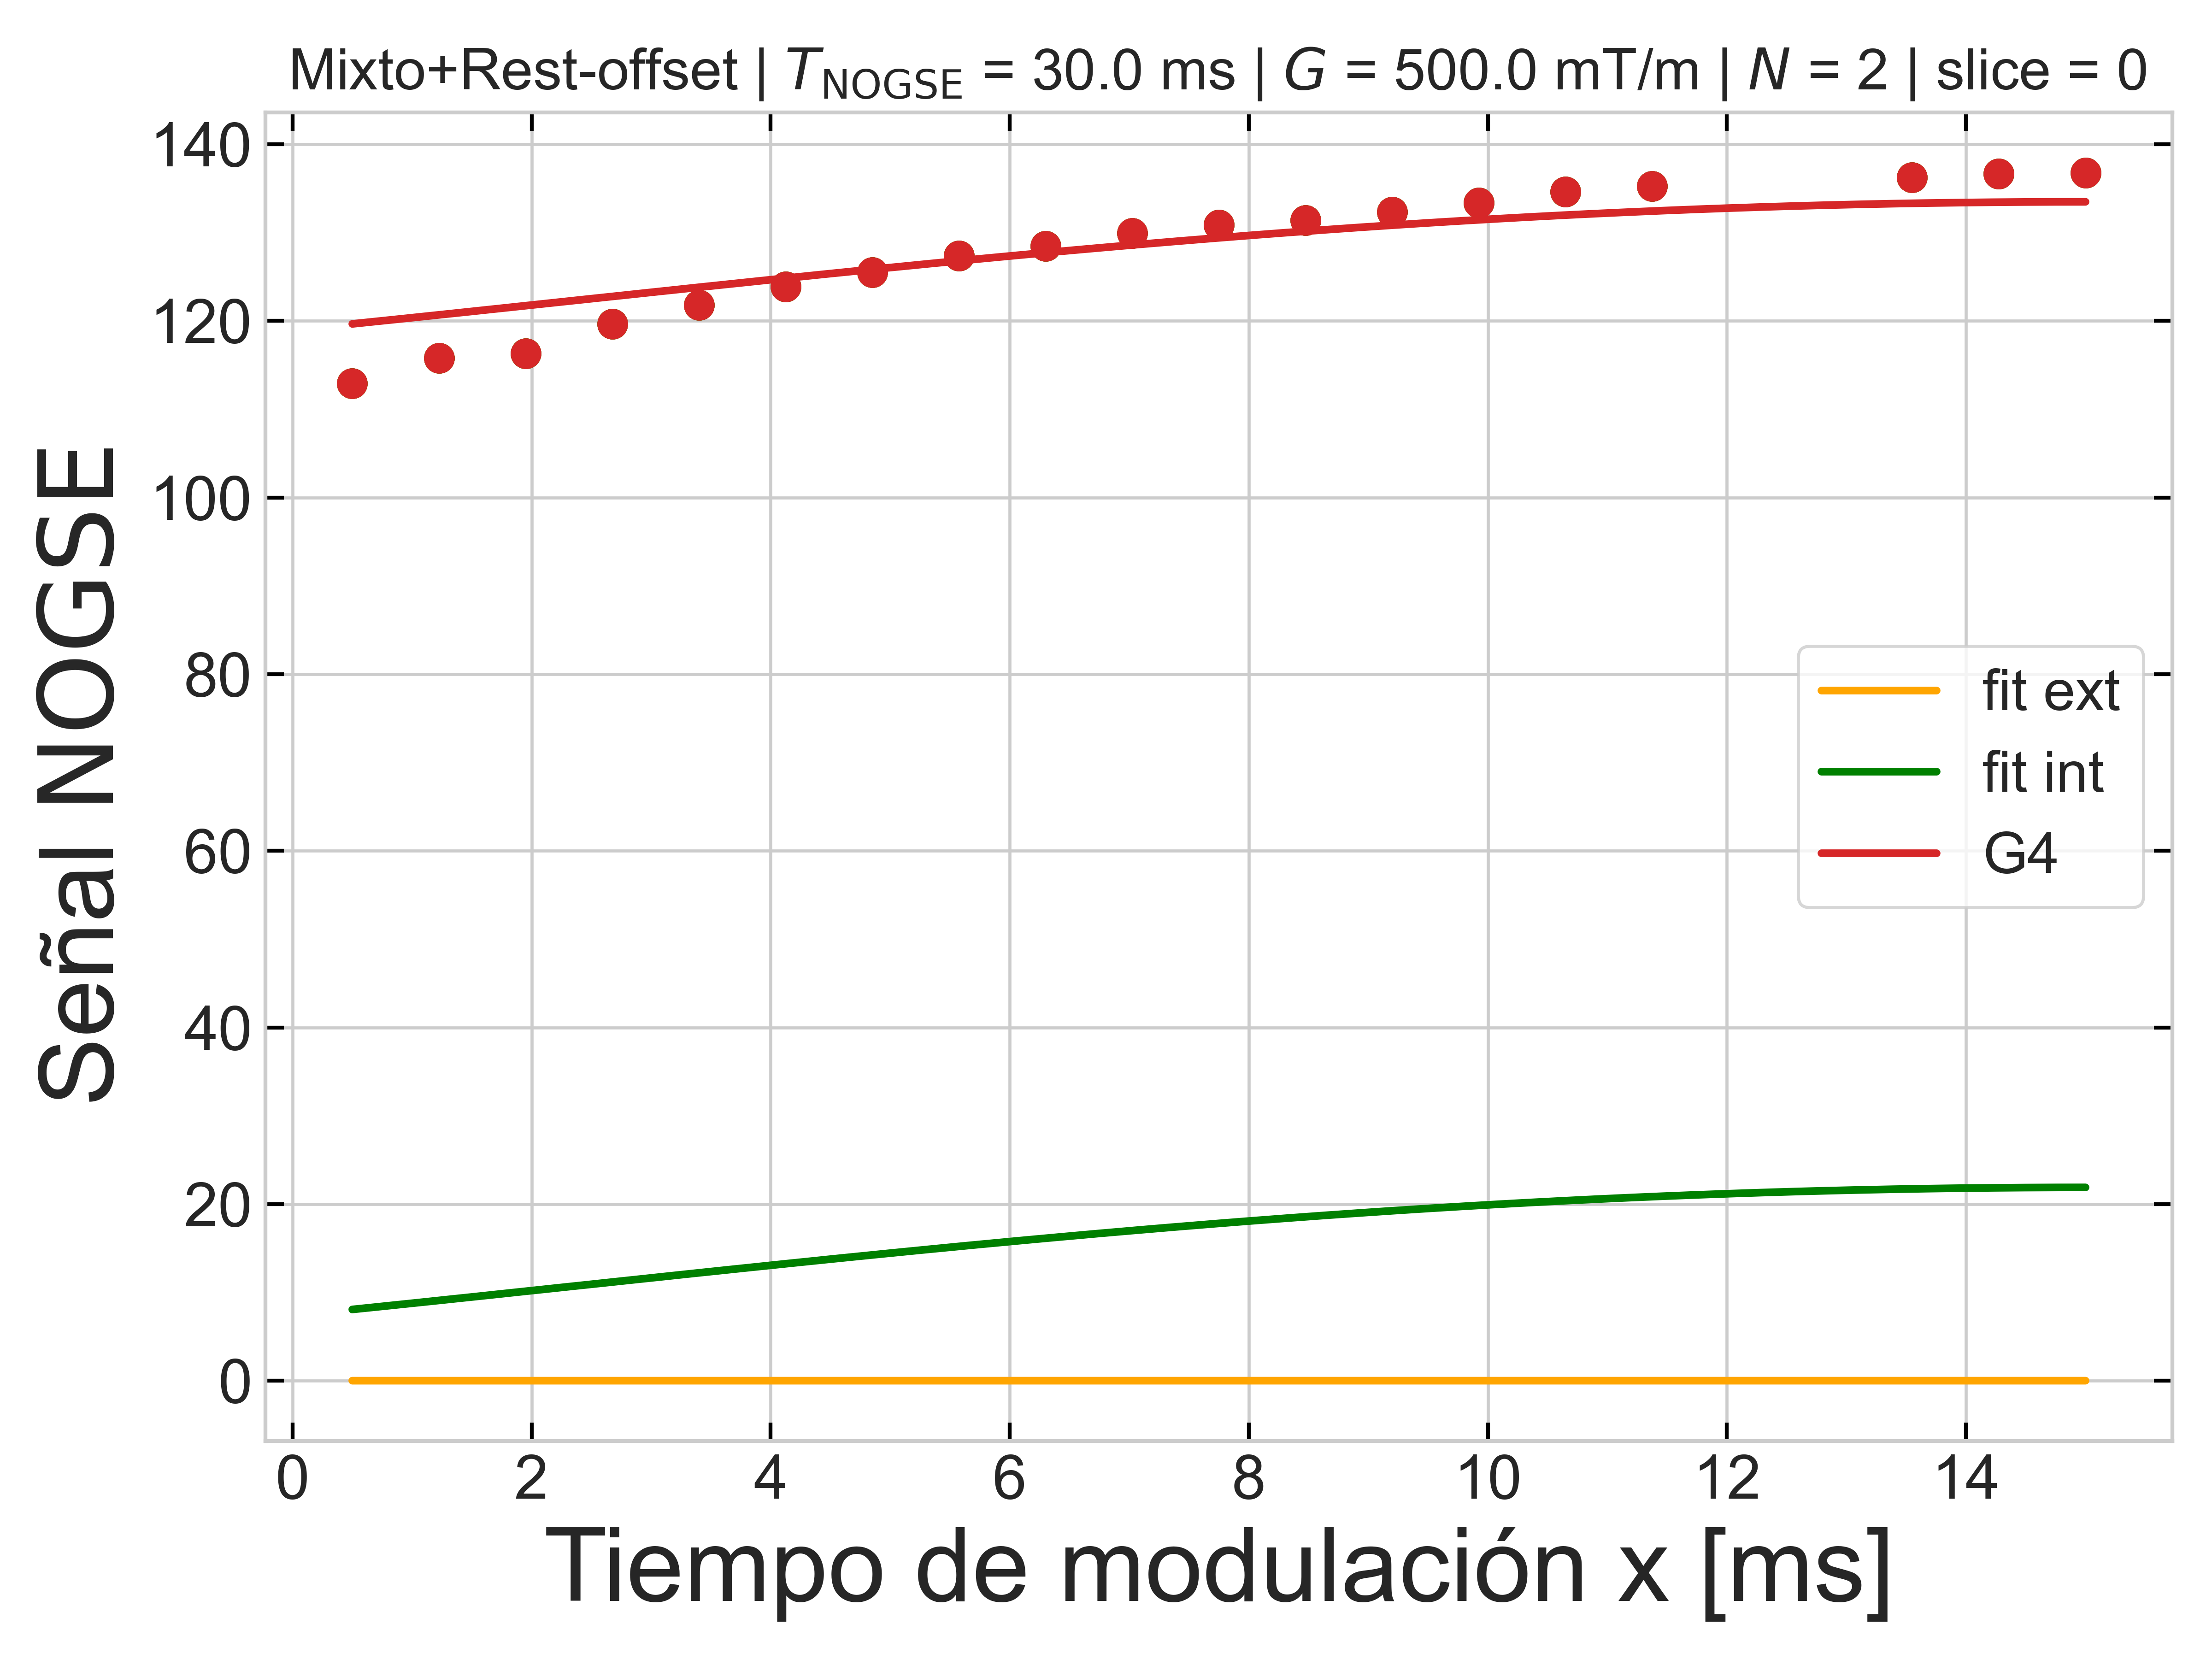 Mixto+Rest-offset | T_NOGSE = 30.0 ms | G = 500.0 mT/m | N = 2 | slice = 0
Señal NOGSE
140
120
100
80
60
40
20
0
fit ext
fit int
G4
0 2 4 6 8 10 12 14
Tiempo de modulación x [ms]